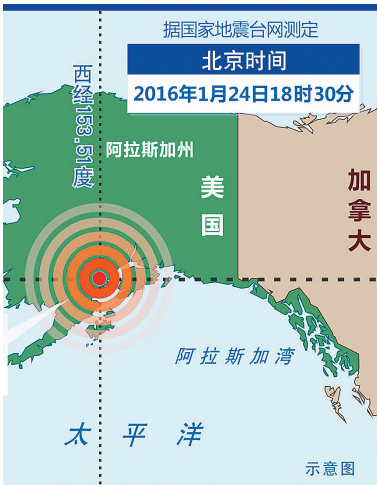 据国家地震台网测定
北京时间
2016年1月24日18时30分
西经153.51度
阿拉斯加州
美国
加拿大
阿拉斯加湾
太平洋
示意图